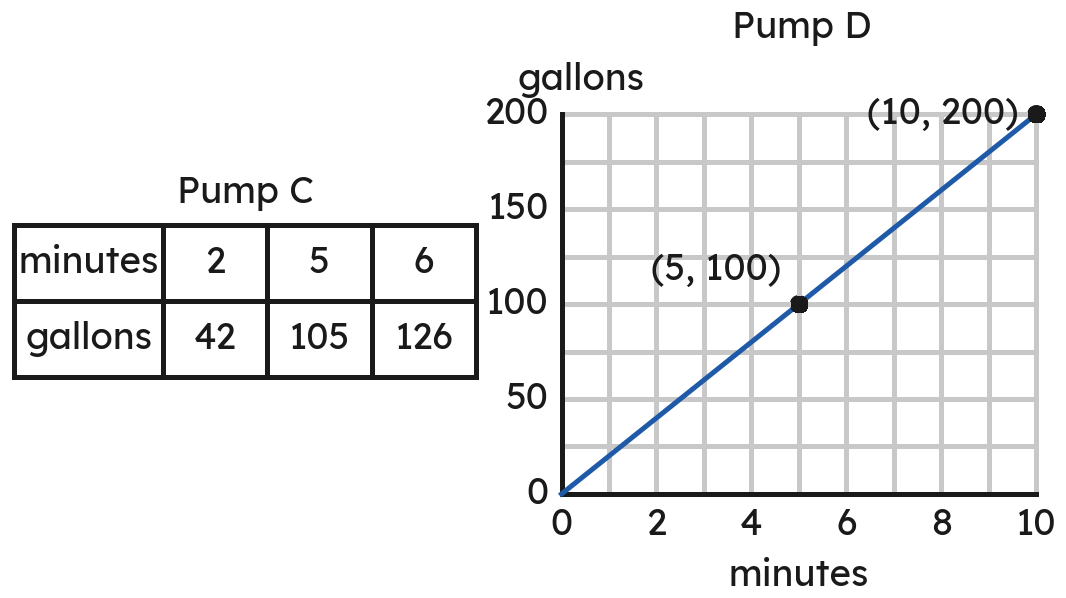 Pump C
minutes 2 5 6
gallons 42 105 126
Pump D
gallons
200
150
100
50
0
(10, 200)
(5, 100)
0 2 4 6 8 10
minutes